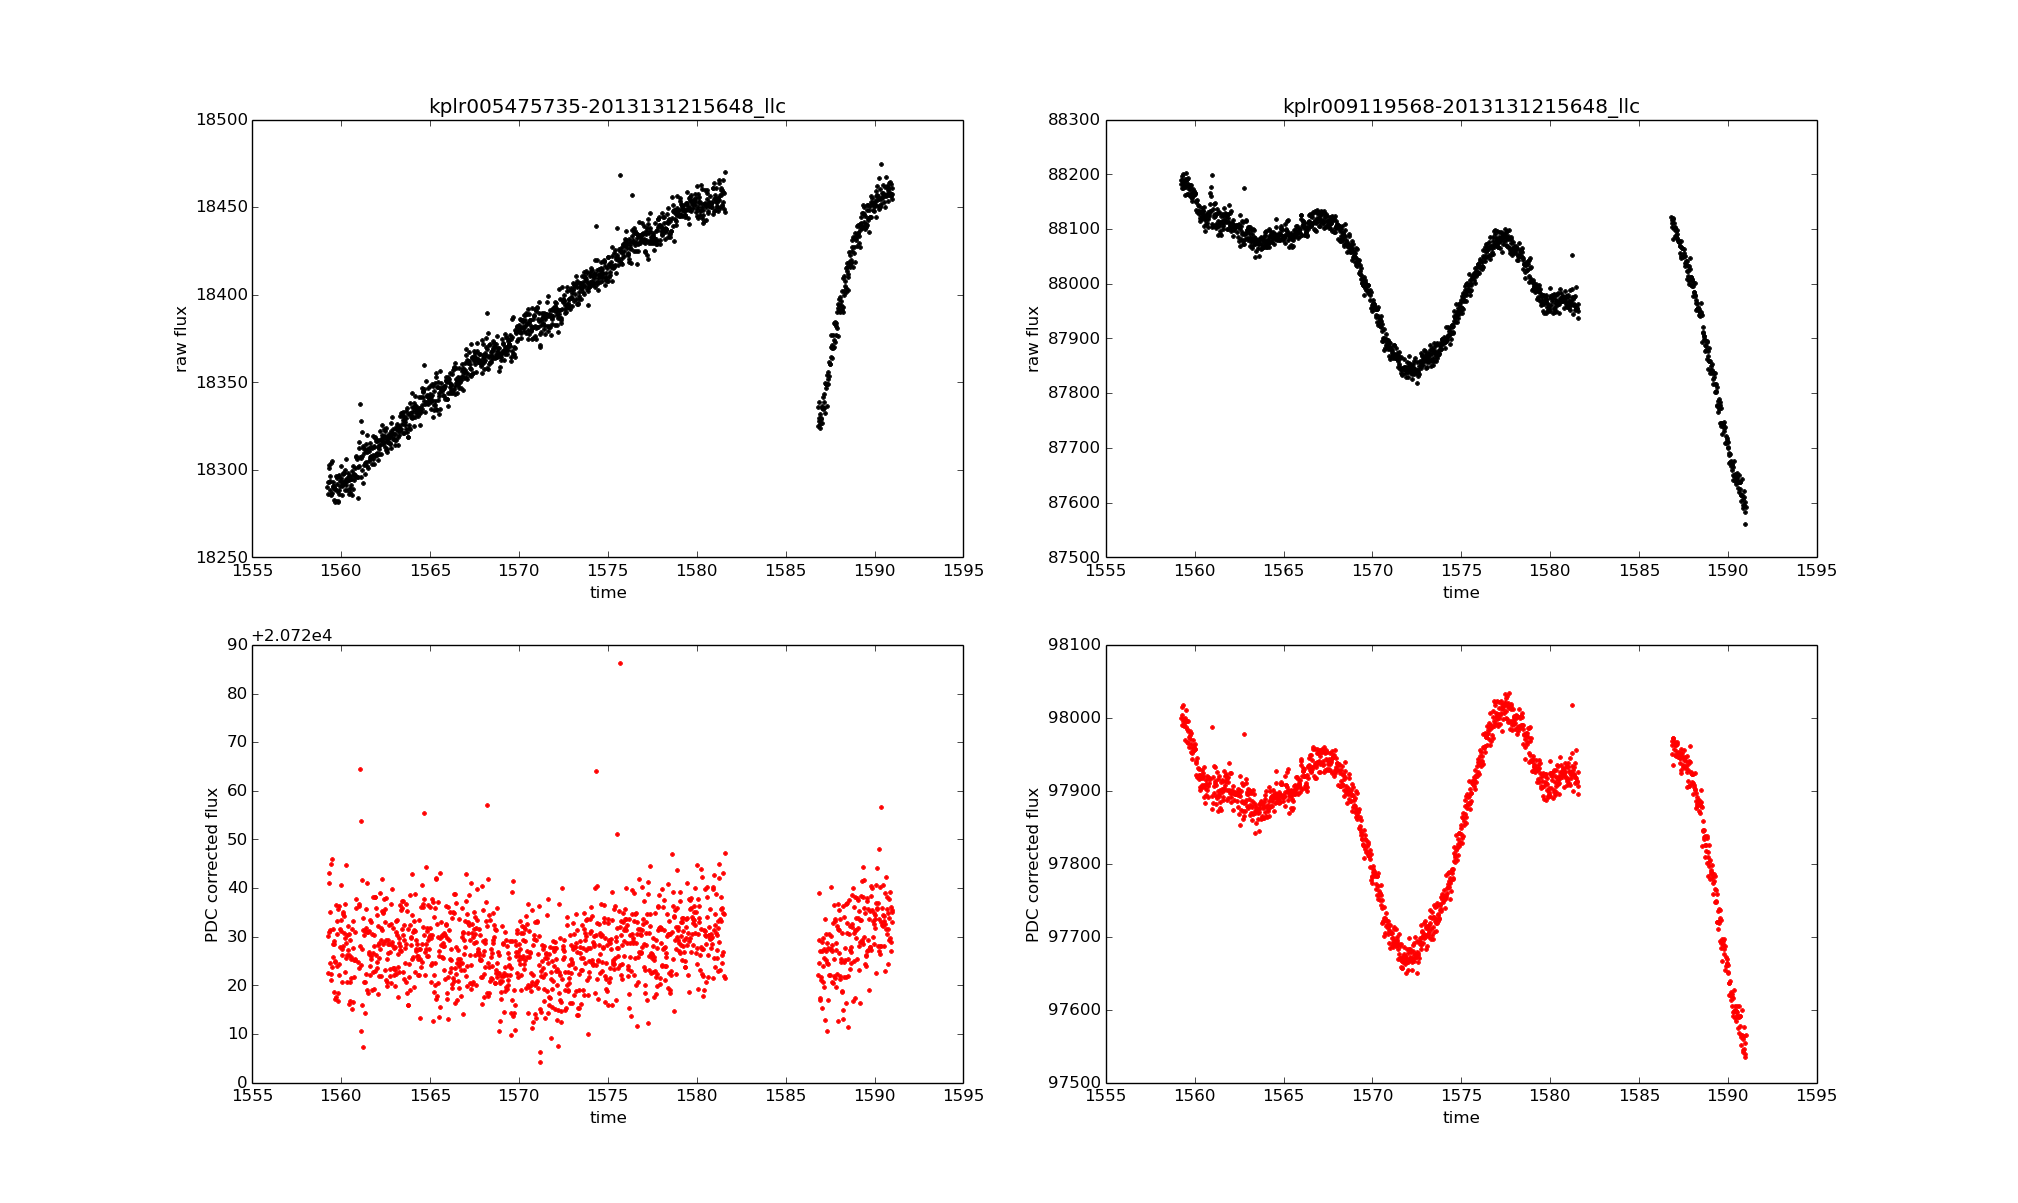 kplr005475735-2013131215648_llc
18500
18450
18400
18350
18300
18250
raw flux
1555 1560 1565 1570 1575 1580 1585 1590 1595
time
kplr009119568-2013131215648_llc
88300
88200
88100
88000
87900
87800
87700
87600
87500
raw flux
1555 1560 1565 1570 1575 1580 1585 1590 1595
time
+2.072e4
90
80
70
60
50
40
30
20
10
0
PDC corrected flux
1555 1560 1565 1570 1575 1580 1585 1590 1595
time
98100
98000
97900
97800
97700
97600
97500
PDC corrected flux
1555 1560 1565 1570 1575 1580 1585 1590 1595
time